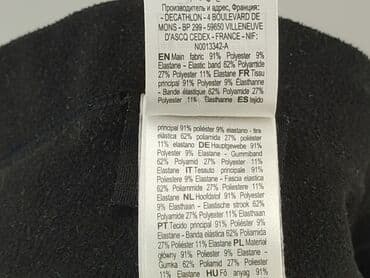 Производитель и адрес, Франция:
- DECATHLON - 4 BOULEVARD DE
MONS - BP 299 - 59650 VILLENEUVE
D'ASCQ CEDEX - FRANCE - NIF:
N0013342-A
EN Main fabric 91% Polyester 9%
Elastane - Elastic band 62% Polyamide
27% Polyester 11% Elastane FR Tissu
principal 91% Polyester 9% Élasthanne
- Bande élastique 62% Polyamide 27%
Polyester 11% Élasthanne ES tejido
principal 91% poliéster 9% elastano - tira
elástica 62% poliamida 27% poliéster
11% elastano DE Hauptgewebe 91%
Polyester 9% Elasthan - Gummiband
62% Polyamid 27% Polyester 11%
Elasthan IT Tessuto principale 91%
Poliestere 9% Elastan - Fascia elastica
62% Poliammide 27% Poliestere 11%
Elastan NL Hoofdstof 91% Polyester
9% Elasthaan - Elastische strook 62%
Polyamide 27% Polyester 11% Elasthaan
PT Tecido principal 91% Poliéster 9%
Elastano - Banda elástica 62% Poliamida
27% Poliéster 11% Elastano PL Materiał
główny 91% Poliester 9% Elastan -
Gumka 62% Poliamid 27% Poliester
11% Elastan HU Fő anyag 91%